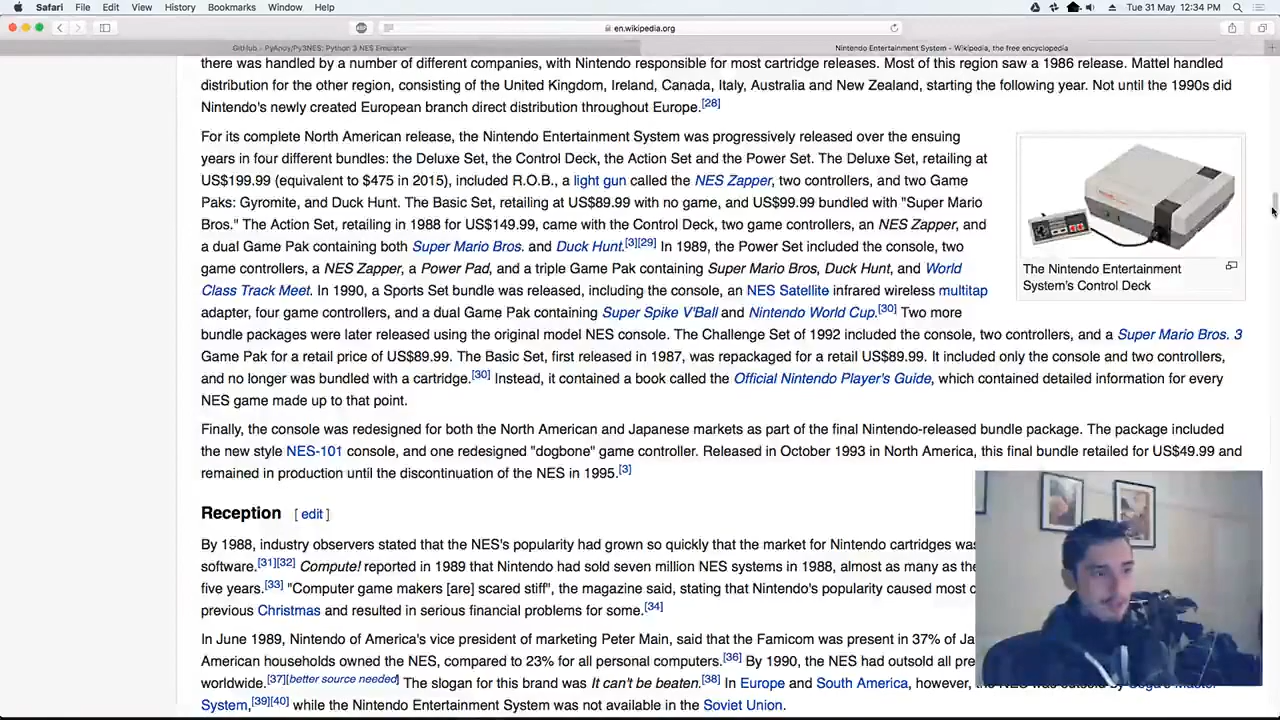 Safari File Edit View History Bookmarks Window Help Tue 31 May 12:34 PM
en.wikipedia.org
GitHub - PyAndy/Py3NES: Python 3 NES Emulator Nintendo Entertainment System - Wikipedia, the free encyclopedia
there was handled by a number of different companies, with Nintendo responsible for most cartridge releases. Most of this region saw a 1986 release. Mattel handled
distribution for the other region, consisting of the United Kingdom, Ireland, Canada, Italy, Australia and New Zealand, starting the following year. Not until the 1990s did
Nintendo's newly created European branch direct distribution throughout Europe.[28]
For its complete North American release, the Nintendo Entertainment System was progressively released over the ensuing
years in four different bundles: the Deluxe Set, the Control Deck, the Action Set and the Power Set. The Deluxe Set, retailing at
US$199.99 (equivalent to $475 in 2015), included R.O.B., a light gun called the NES Zapper, two controllers, and two Game
Paks: Gyromite, and Duck Hunt. The Basic Set, retailing at US$89.99 with no game, and US$99.99 bundled with "Super Mario
Bros." The Action Set, retailing in 1988 for US$149.99, came with the Control Deck, two game controllers, an NES Zapper, and
a dual Game Pak containing both Super Mario Bros. and Duck Hunt.[3][29] In 1989, the Power Set included the console, two
game controllers, a NES Zapper, a Power Pad, and a triple Game Pak containing Super Mario Bros, Duck Hunt, and World
Class Track Meet. In 1990, a Sports Set bundle was released, including the console, an NES Satellite infrared wireless multitap
adapter, four game controllers, and a dual Game Pak containing Super Spike V'Ball and Nintendo World Cup.[30] Two more
bundle packages were later released using the original model NES console. The Challenge Set of 1992 included the console, two controllers, and a Super Mario Bros. 3
Game Pak for a retail price of US$89.99. The Basic Set, first released in 1987, was repackaged for a retail US$89.99. It included only the console and two controllers,
and no longer was bundled with a cartridge.[30] Instead, it contained a book called the Official Nintendo Player's Guide, which contained detailed information for every
NES game made up to that point.
The Nintendo Entertainment
System's Control Deck
Finally, the console was redesigned for both the North American and Japanese markets as part of the final Nintendo-released bundle package. The package included
the new style NES-101 console, and one redesigned "dogbone" game controller. Released in October 1993 in North America, this final bundle retailed for US$49.99 and
remained in production until the discontinuation of the NES in 1995.[3]
Reception [ edit ]
By 1988, industry observers stated that the NES's popularity had grown so quickly that the market for Nintendo cartridges was
software.[31][32] Compute! reported in 1989 that Nintendo had sold seven million NES systems in 1988, almost as many as the
five years.[33] "Computer game makers [are] scared stiff", the magazine said, stating that Nintendo's popularity caused most
previous Christmas and resulted in serious financial problems for some.[34]
In June 1989, Nintendo of America's vice president of marketing Peter Main, said that the Famicom was present in 37% of
American households owned the NES, compared to 23% for all personal computers.[36] By 1990, the NES had outsold all
worldwide.[37][better source needed] The slogan for this brand was It can't be beaten.[38] In Europe and South America, however,
System,[39][40] while the Nintendo Entertainment System was not available in the Soviet Union.